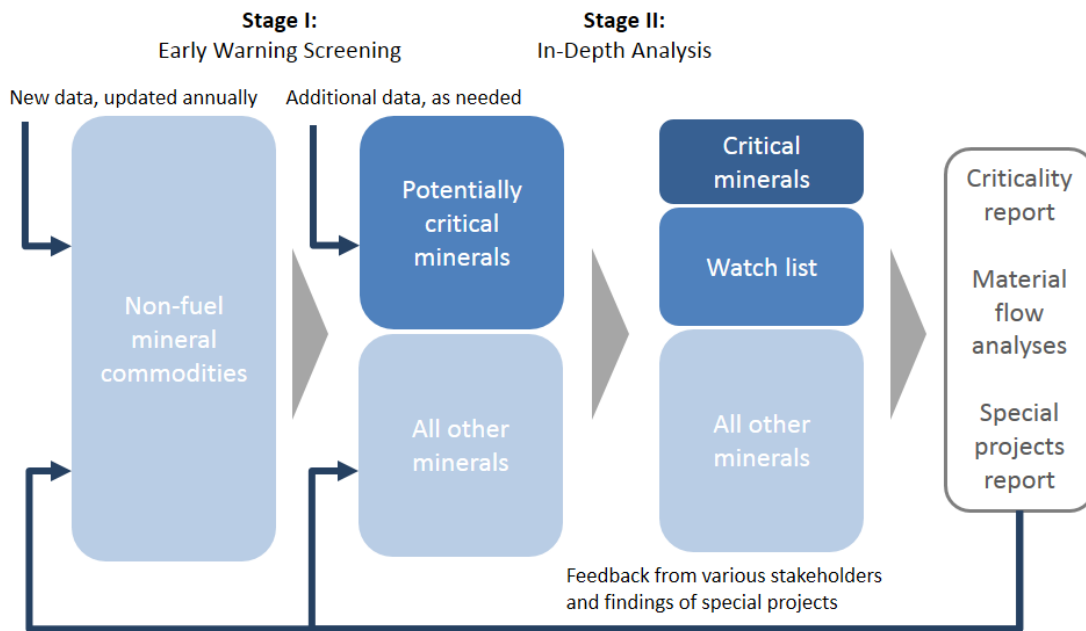 Stage I:
Early Warning Screening
Stage II:
In-Depth Analysis
New data, updated annually
Additional data, as needed
Non-fuel
mineral
commodities
Potentially
critical
minerals
All other
minerals
Critical
minerals
Watch list
All other
minerals
Criticality
report
Material
flow
analyses
Special
projects
report
Feedback from various stakeholders
and findings of special projects